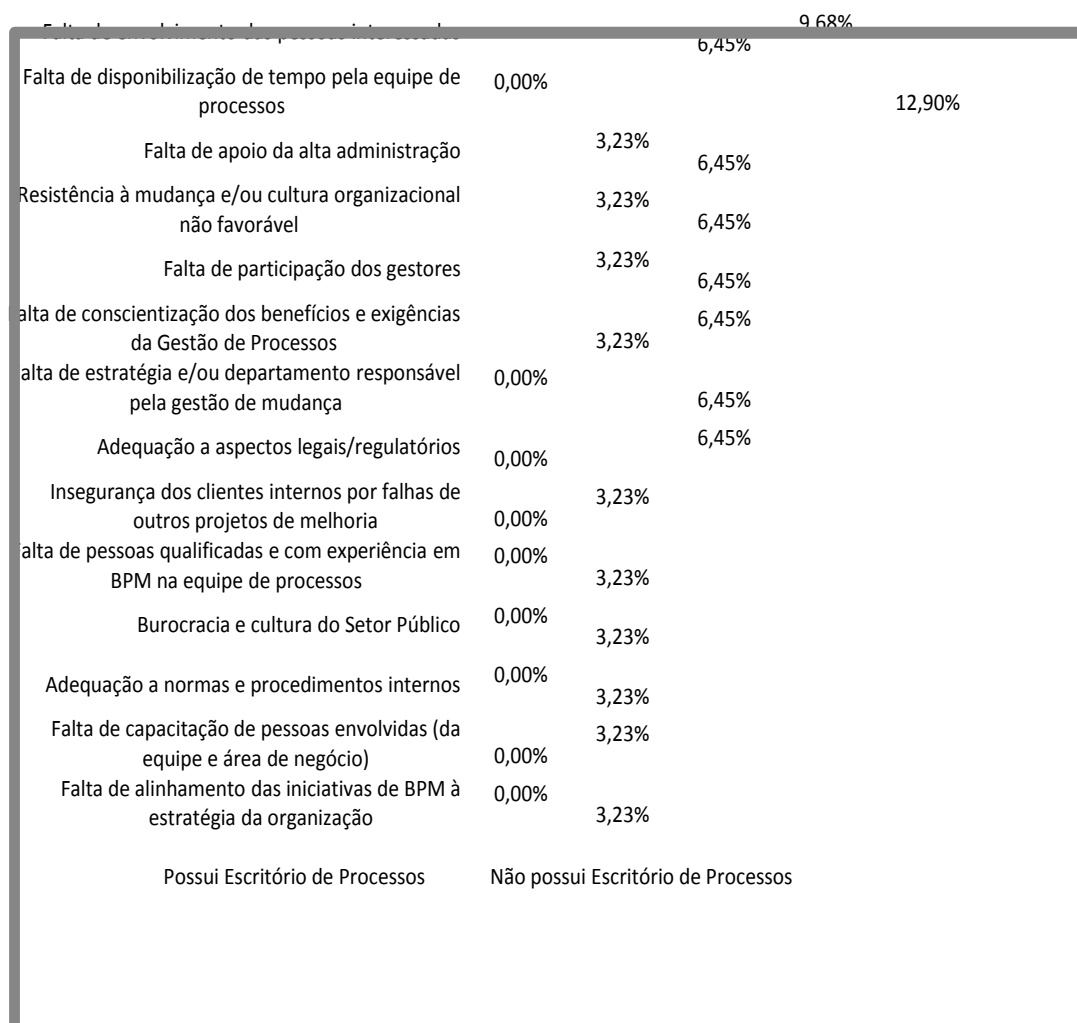 9,68%
6,45%
Falta de disponibilização de tempo pela equipe de
processos
0,00%
12,90%
Falta de apoio da alta administração
3,23%
6,45%
Resistência à mudança e/ou cultura organizacional
não favorável
3,23%
6,45%
Falta de participação dos gestores
3,23%
6,45%
alta de conscientização dos benefícios e exigências
da Gestão de Processos
6,45%
3,23%
alta de estratégia e/ou departamento responsável
pela gestão de mudança
0,00%
6,45%
Adequação a aspectos legais/regulatórios
6,45%
0,00%
Insegurança dos clientes internos por falhas de
outros projetos de melhoria
3,23%
0,00%
alta de pessoas qualificadas e com experiência em
BPM na equipe de processos
0,00%
3,23%
Burocracia e cultura do Setor Público
0,00%
3,23%
Adequação a normas e procedimentos internos
0,00%
3,23%
Falta de capacitação de pessoas envolvidas (da
equipe e área de negócio)
3,23%
0,00%
Falta de alinhamento das iniciativas de BPM à
estratégia da organização
0,00%
3,23%
Possui Escritório de Processos Não possui Escritório de Processos